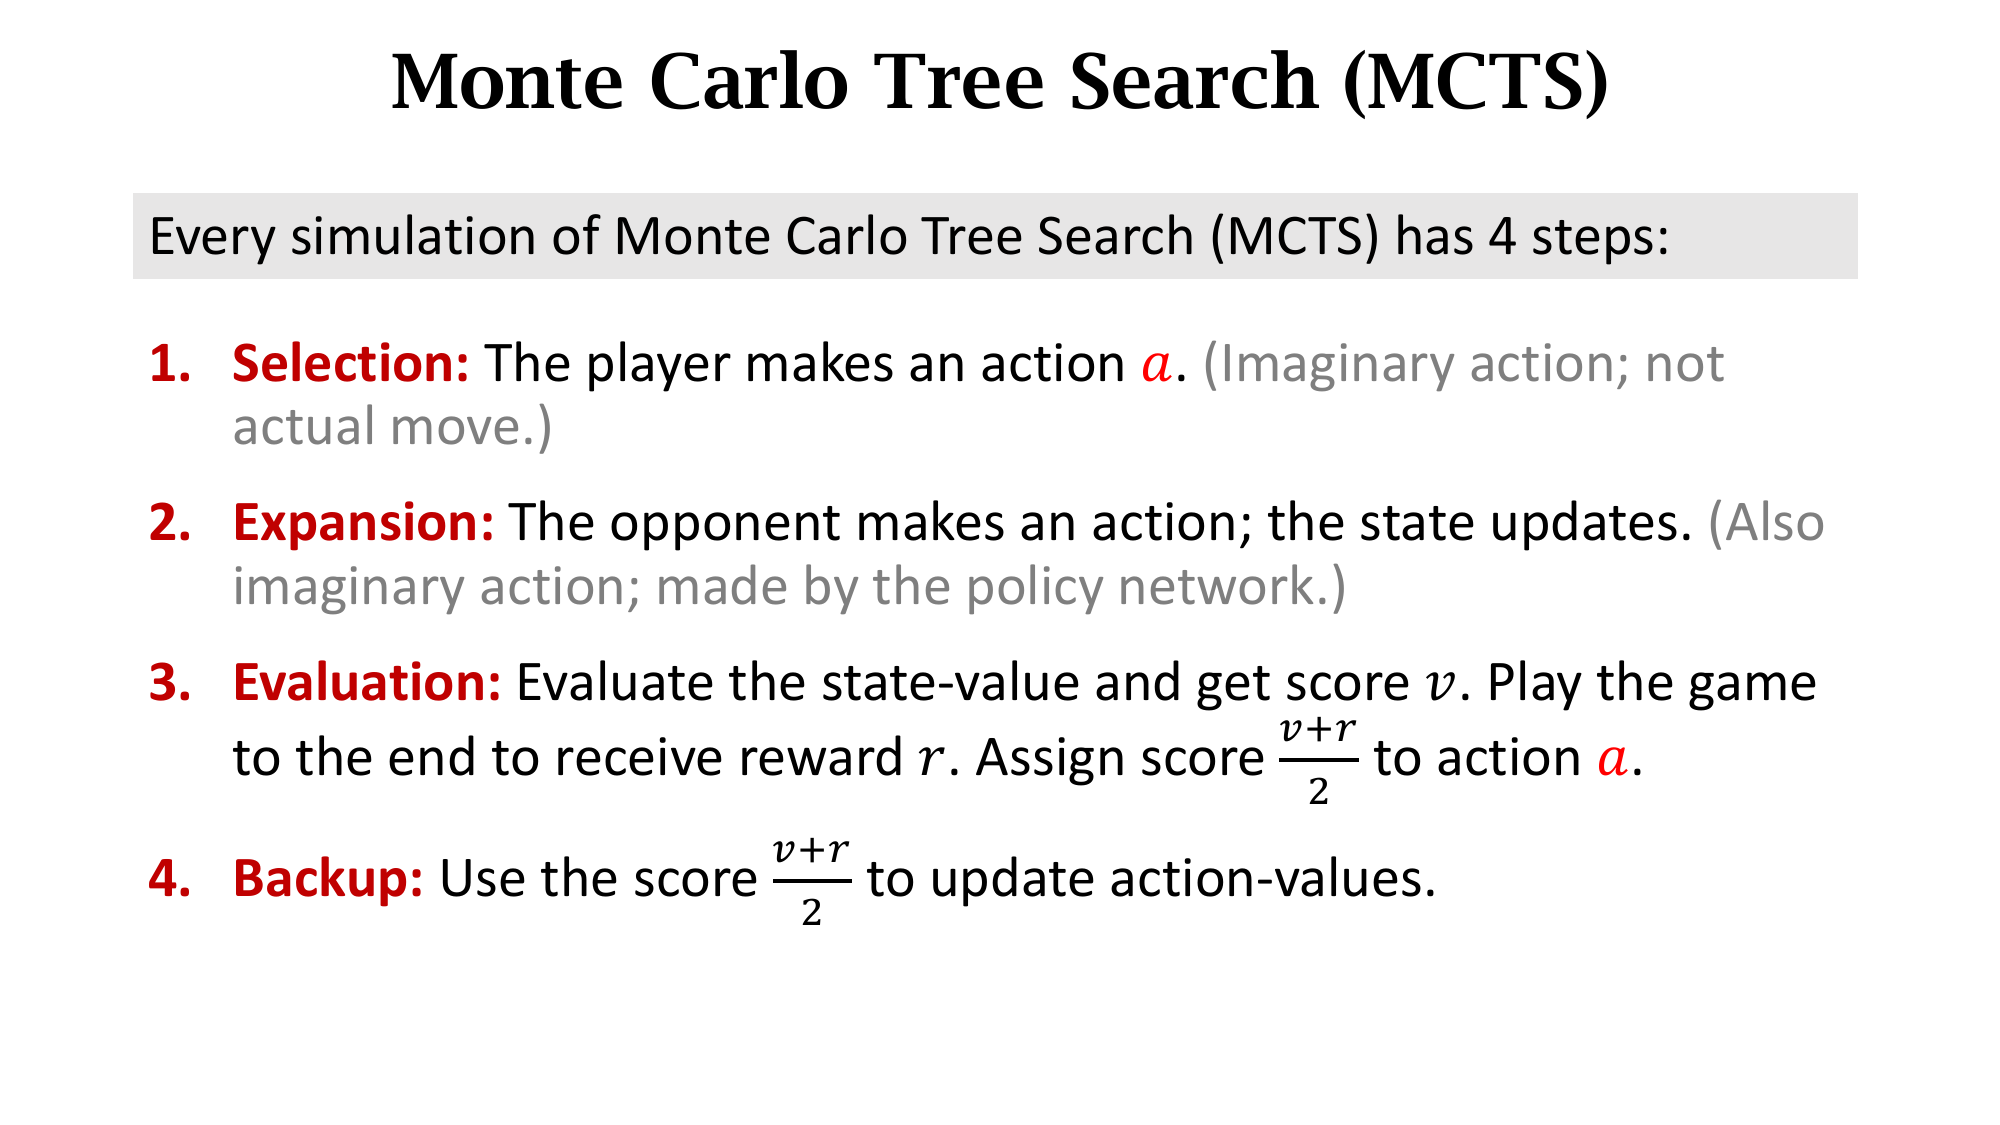 Monte Carlo Tree Search (MCTS)
Every simulation of Monte Carlo Tree Search (MCTS) has 4 steps:
1. Selection: The player makes an action a. (Imaginary action; not
actual move.)
2. Expansion: The opponent makes an action; the state updates. (Also
imaginary action; made by the policy network.)
3. Evaluation: Evaluate the state-value and get score v. Play the game
to the end to receive reward r. Assign score \frac{v+r}{2} to action a.
4. Backup: Use the score \frac{v+r}{2} to update action-values.